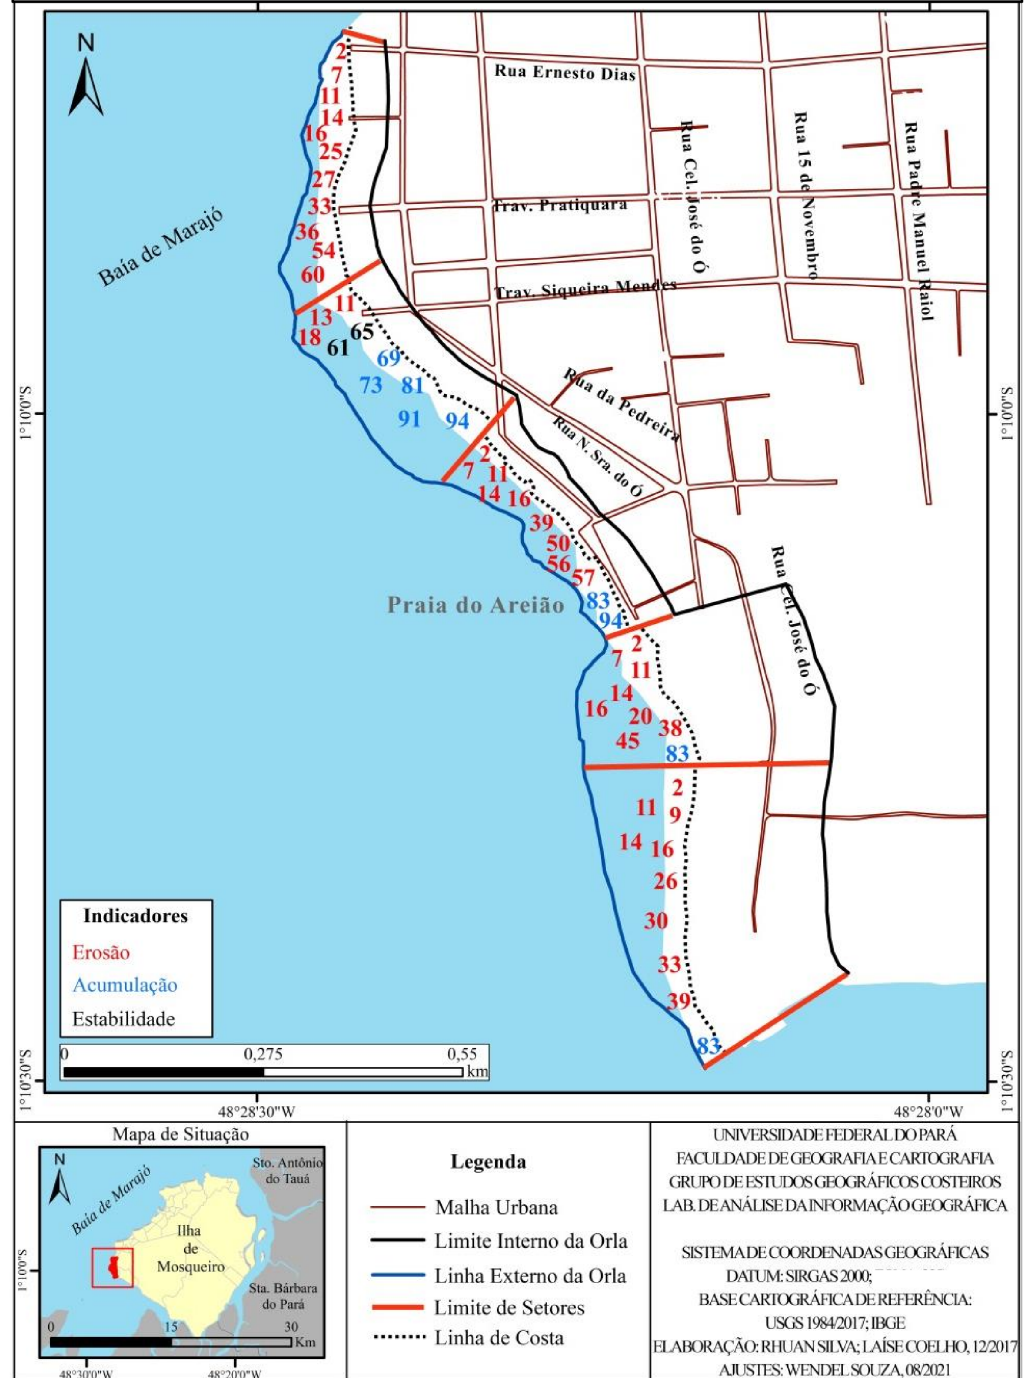 N
2
7
11
14
16
25
27
33
36
54
60
Rua Ernesto Dias
Rua Cel. José do Ó
Rua 15 de Novembro
Rua Padre Manuel Raiol
Trav. Pratiquara
Baía de Marajó
Trav. Siqueira Mendes
11
13
18
65
61
69
73 81
91 94
Rua da Pedreira
Rua N. Sra. do Ó
1°10'0"S
1°10'0"S
2
7 11
14 16
39
50
56
57
83
94
Praia do Areião
Rua Cel. José do Ó
2
7
11
14
16 20
38
45
83
2
11 9
14 16
26
30
33
39
83
Indicadores
Erosão
Acumulação
Estabilidade
0 0,275 0,55
km
1°10'30"S
1°10'30"S
48°28'30"W
48°28'0"W
Mapa de Situação
N
Baía de Marajó
Sto. Antônio
do Tauá
Ilha
de
Mosqueiro
Sta. Bárbara
do Pará
0 15 30
Km
1°10'0"S
48°30'0"W
48°20'0"W
Legenda
Malha Urbana
Limite Interno da Orla
Linha Externo da Orla
Limite de Setores
Linha de Costa
UNIVERSIDADE FEDERAL DO PARÁ
FACULDADE DE GEOGRAFIA E CARTOGRAFIA
GRUPO DE ESTUDOS GEOGRÁFICOS COSTEIROS
LAB. DE ANÁLISE DA INFORMAÇÃO GEOGRÁFICA
SISTEMA DE COORDENADAS GEOGRÁFICAS
DATUM: SIRGAS 2000;
BASE CARTOGRÁFICA DE REFERÊNCIA:
USGS 1984/2017; IBGE
ELABORAÇÃO: RHUAN SILVA; LAÍSE COELHO, 12/2017
AJUSTES: WENDEL SOUZA, 08/2021